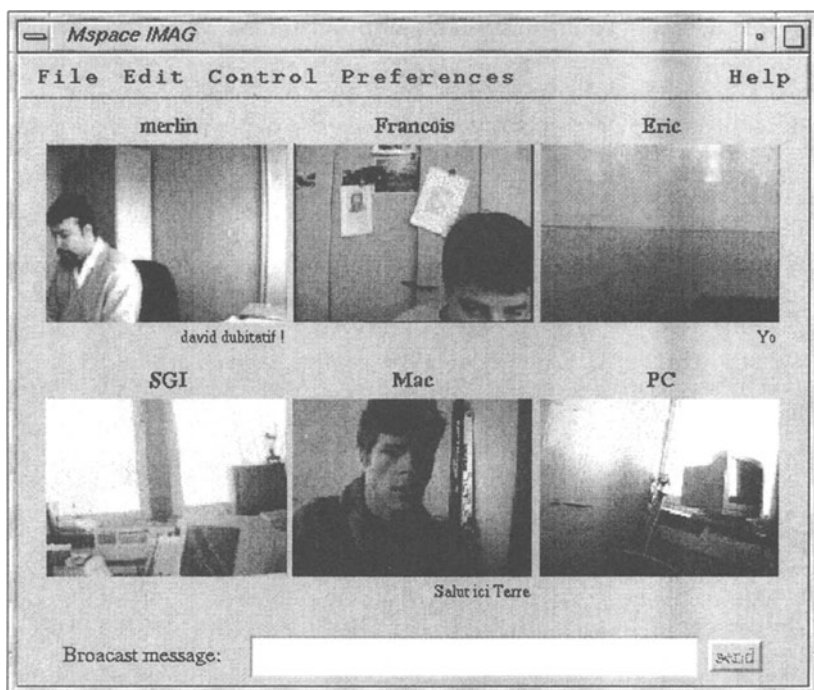 Mspace IMAG
File Edit Control Preferences Help
merlin Francois Eric
david dubitatif ! Yo
SGI Mac PC
Salut ici Terre
Broacast message: send